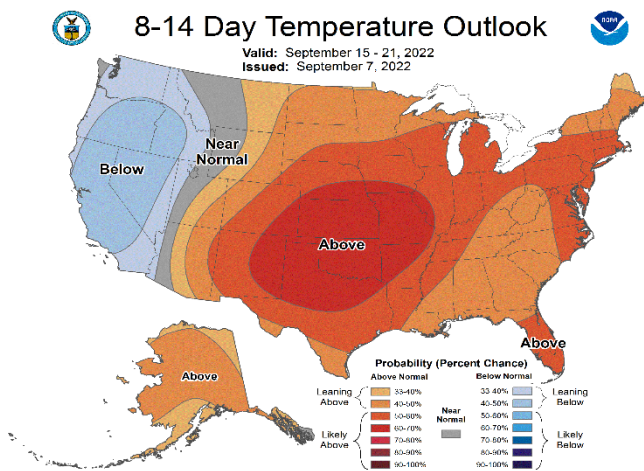 8-14 Day Temperature Outlook
NOAA
Valid: September 15 - 21, 2022
Issued: September 7, 2022
Near
Normal
Below
Above
Above
Above
Probability (Percent Chance)
Above Normal
Below Normal
Leaning
Above
33-40%
40-50%
Likely
Above
50-60%
60-70%
70-80%
80-90%
90-100%
Near
Normal
33-40%
40-50%
Leaning
Below
50-60%
60-70%
70-80%
80-90%
90-100%
Likely
Below